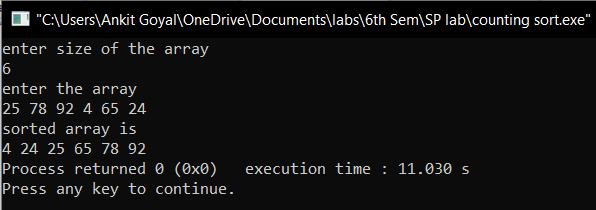 "C:\Users\Ankit Goyal\OneDrive\Documents\labs\6th Sem\SP lab\counting sort.exe"
enter size of the array
6
enter the array
25 78 92 4 65 24
sorted array is
4 24 25 65 78 92
Process returned 0 (0x0)   execution time : 11.030 s
Press any key to continue.